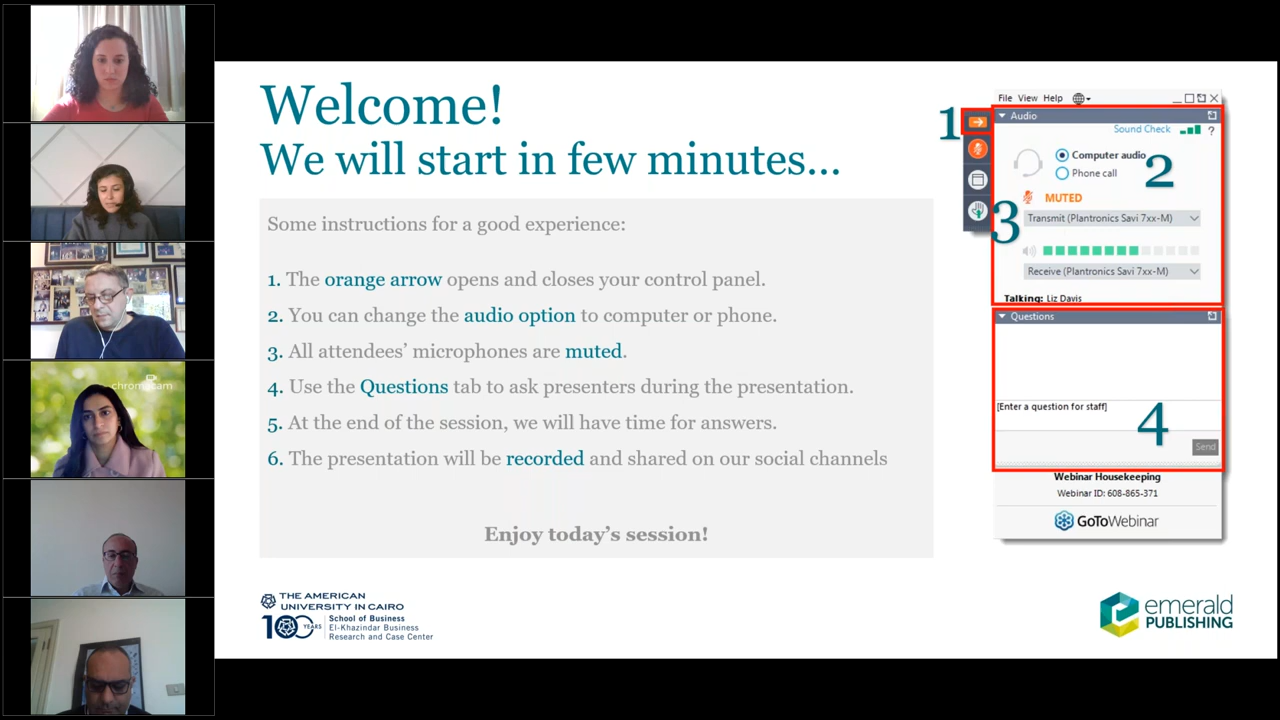 chromacam
Welcome!
We will start in few minutes...
Some instructions for a good experience:
1. The orange arrow opens and closes your control panel.
2. You can change the audio option to computer or phone.
3. All attendees’ microphones are muted.
4. Use the Questions tab to ask presenters during the presentation.
5. At the end of the session, we will have time for answers.
6. The presentation will be recorded and shared on our social channels
Enjoy today’s session!
File View Help
1
Audio
Sound Check
?
Computer audio
2
Phone call
MUTED
3
Transmit (Plantronics Savi 7xx-M)
Receive (Plantronics Savi 7xx-M)
Talking: Liz Davis
Questions
[Enter a question for staff]
4
Send
Webinar Housekeeping
Webinar ID: 608-865-371
GoToWebinar
THE AMERICAN
UNIVERSITY IN CAIRO
100 YEARS
School of Business
El-Khazindar Business
Research and Case Center
emerald
PUBLISHING